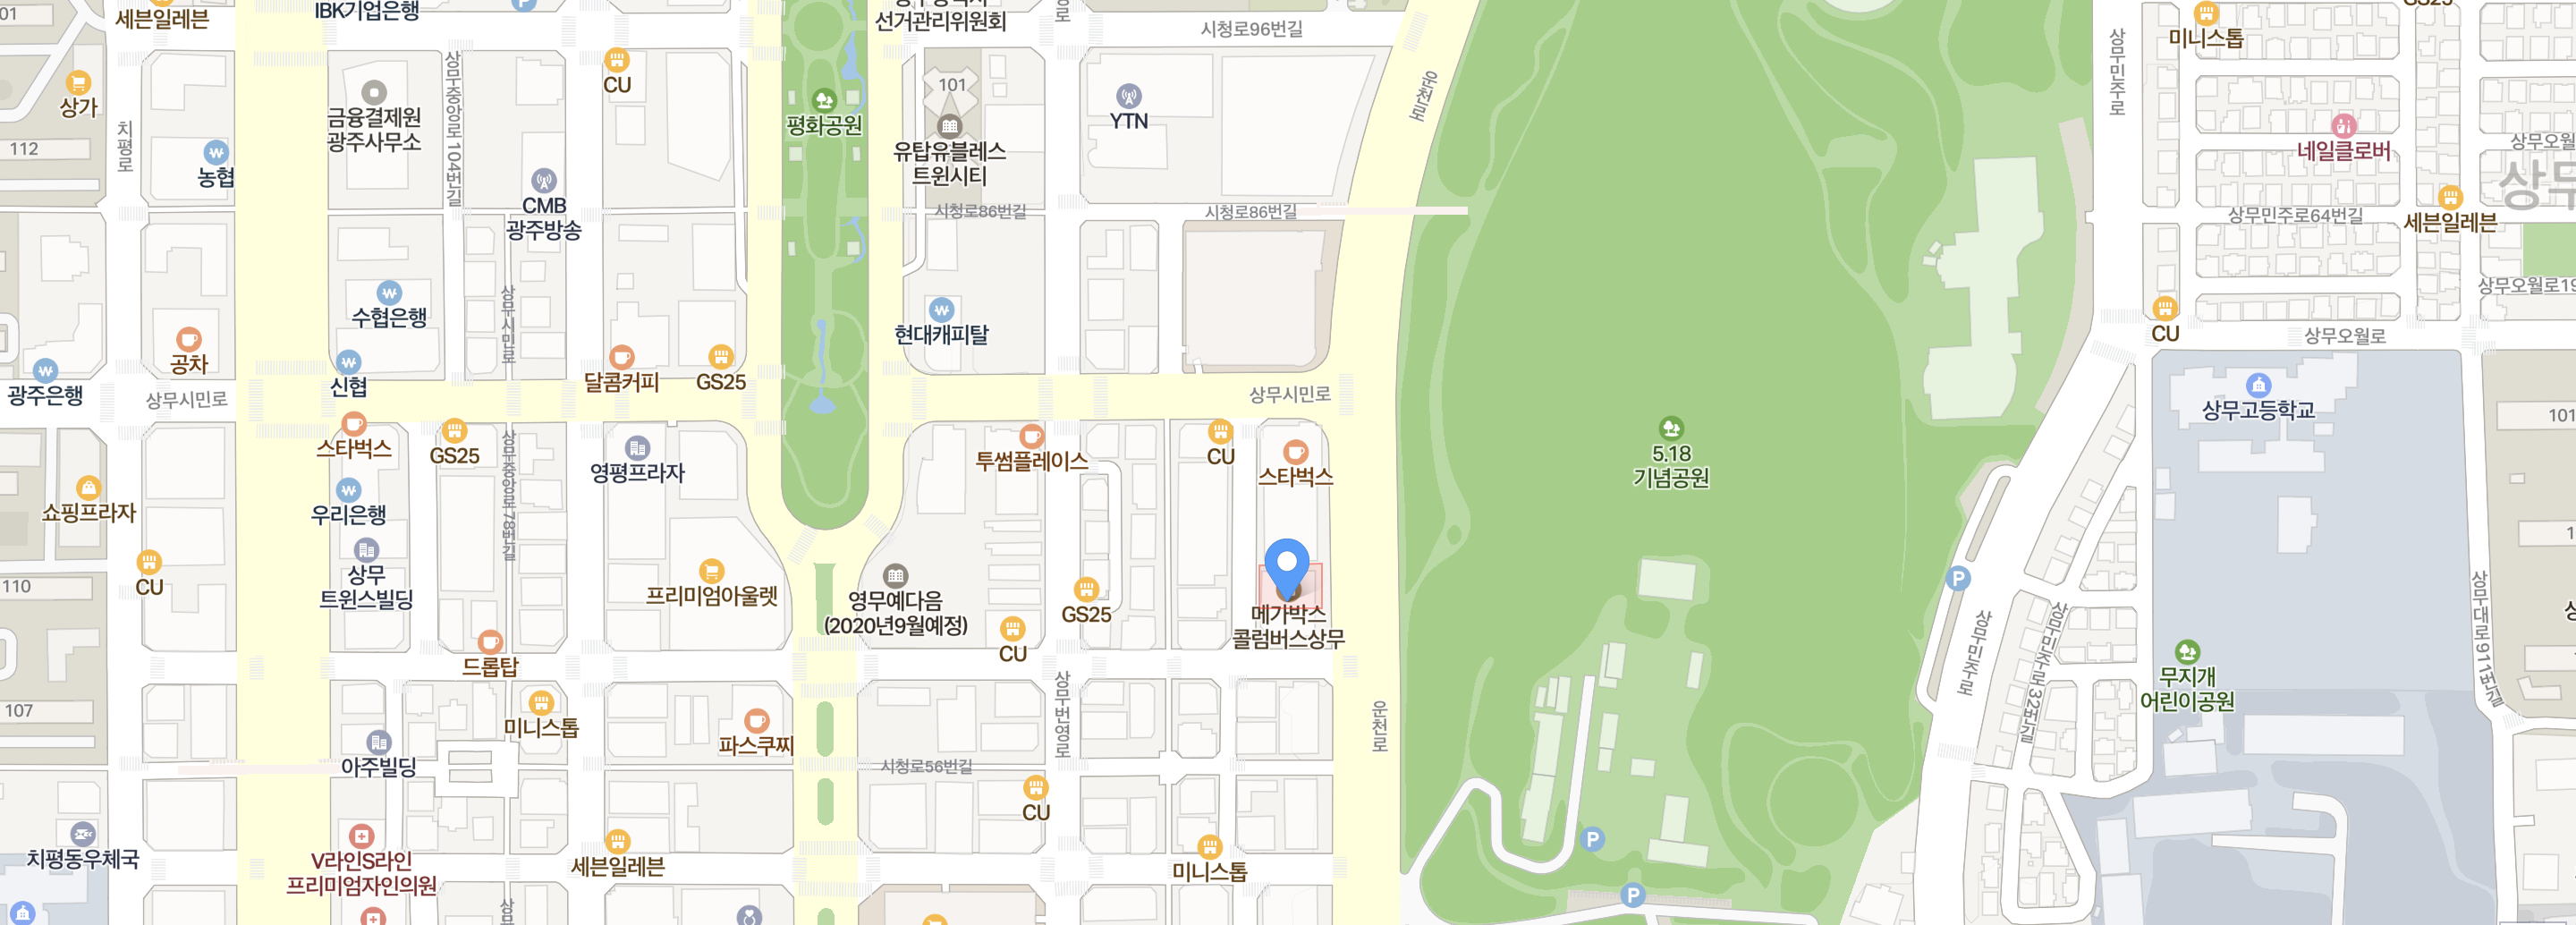 01
세븐일레븐
IBK기업은행
선거관리위원회
시청로96번길
미니스톱
상가
112
치평로
농협
금융결제원
광주사무소
상무중앙로104번길
CMB
광주방송
CU
평화공원
101
유탑유블레스
트윈시티
시청로86번길
YTN
시청로86번길
운천로
상무민주로
네일클로버
세븐일레븐
상무민주로64번길
상무오월로19
CU
상무오월로
공차
광주은행
상무시민로
수협은행
신협
상무시민로
달콤커피
GS25
현대캐피탈
상무시민로
스타벅스
GS25
상무중앙로78번길
영평프라자
투썸플레이스
CU
스타벅스
5.18
기념공원
상무고등학교
101
쇼핑프라자
우리은행
상무
트윈스빌딩
CU
110
프리미엄아울렛
영무예다음
(2020년9월예정)
GS25
CU
메가박스
콜럼버스상무
드롭탑
미니스톱
107
파스쿠찌
상무번영로
운천로
P
상무민주로
상무민주로32번길
상무대로911번길
무지개
어린이공원
아주빌딩
시청로56번길
CU
치평동우체국
V라인S라인
프리미엄자인의원
세븐일레븐
미니스톱
P
P